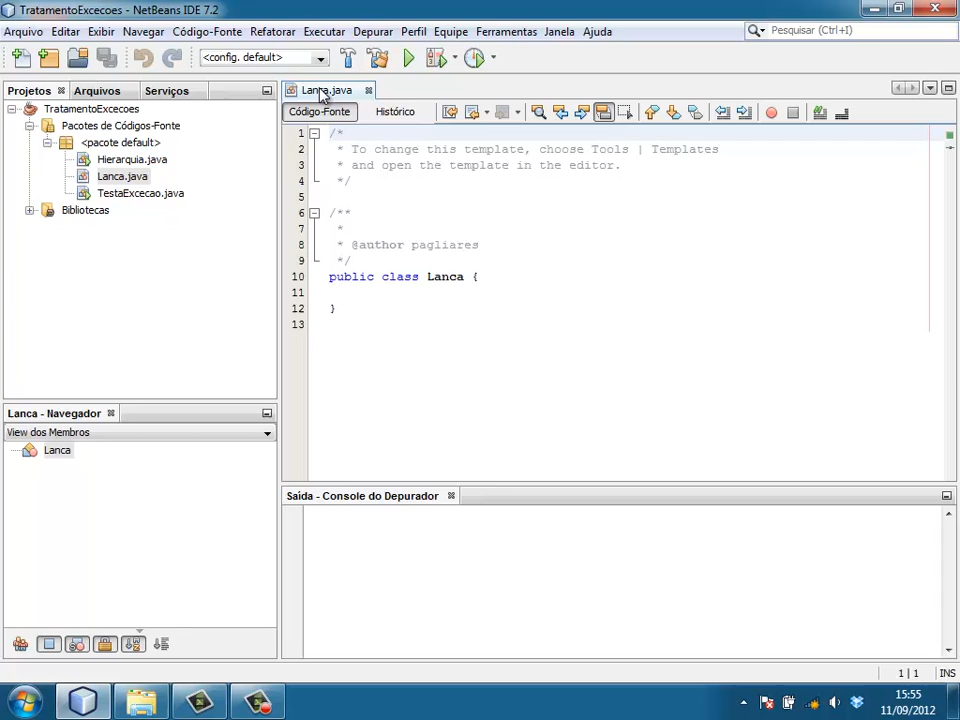 TratamentoExcecoes - NetBeans IDE 7.2
Arquivo Editar Exibir Navegar Código-Fonte Refatorar Executar Depurar Perfil Equipe Ferramentas Janela Ajuda
Pesquisar (Ctrl+I)
<config. default>
Projetos Arquivos Serviços
TratamentoExcecoes
Pacotes de Códigos-Fonte
<pacote default>
Hierarquia.java
Lanca.java
TestaExcecao.java
Bibliotecas
Lanca.java
Código-Fonte Histórico
1 /*
2 * To change this template, choose Tools | Templates
3 * and open the template in the editor.
4 */
5
6 /**
7 *
8 * @author pagliares
9 */
10 public class Lanca {
11
12 }
13
Lanca - Navegador
View dos Membros
Lanca
Saída - Console do Depurador
1 | 1 INS
15:55
11/09/2012